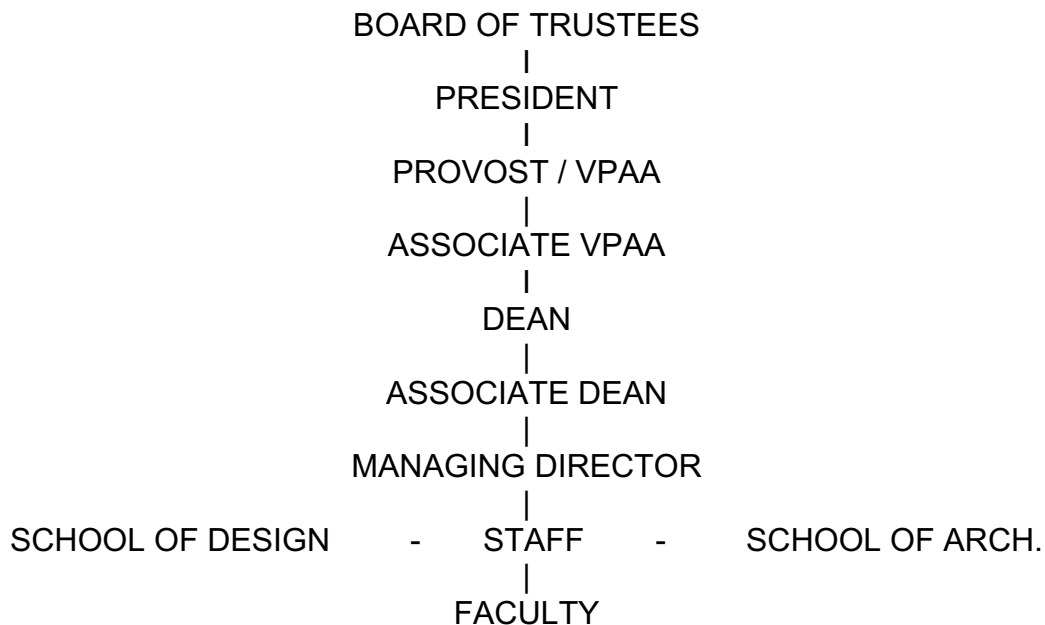 BOARD OF TRUSTEES
|
PRESIDENT
|
PROVOST / VPAA
|
ASSOCIATE VPAA
|
DEAN
|
ASSOCIATE DEAN
|
MANAGING DIRECTOR
|
SCHOOL OF DESIGN - STAFF - SCHOOL OF ARCH.
|
FACULTY